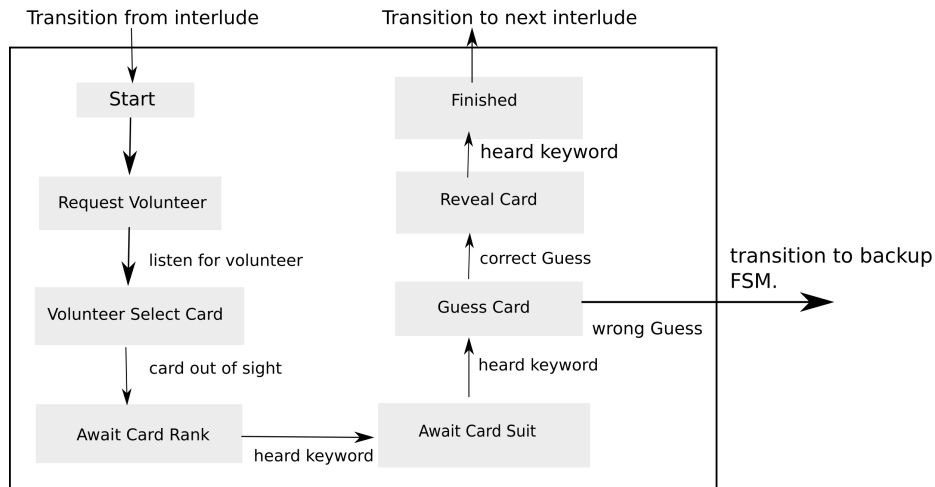 Transition from interlude
Start
Request Volunteer
listen for volunteer
Volunteer Select Card
card out of sight
Await Card Rank
heard keyword
Await Card Suit
heard keyword
Guess Card
wrong Guess
transition to backup
FSM.
correct Guess
Reveal Card
heard keyword
Finished
Transition to next interlude